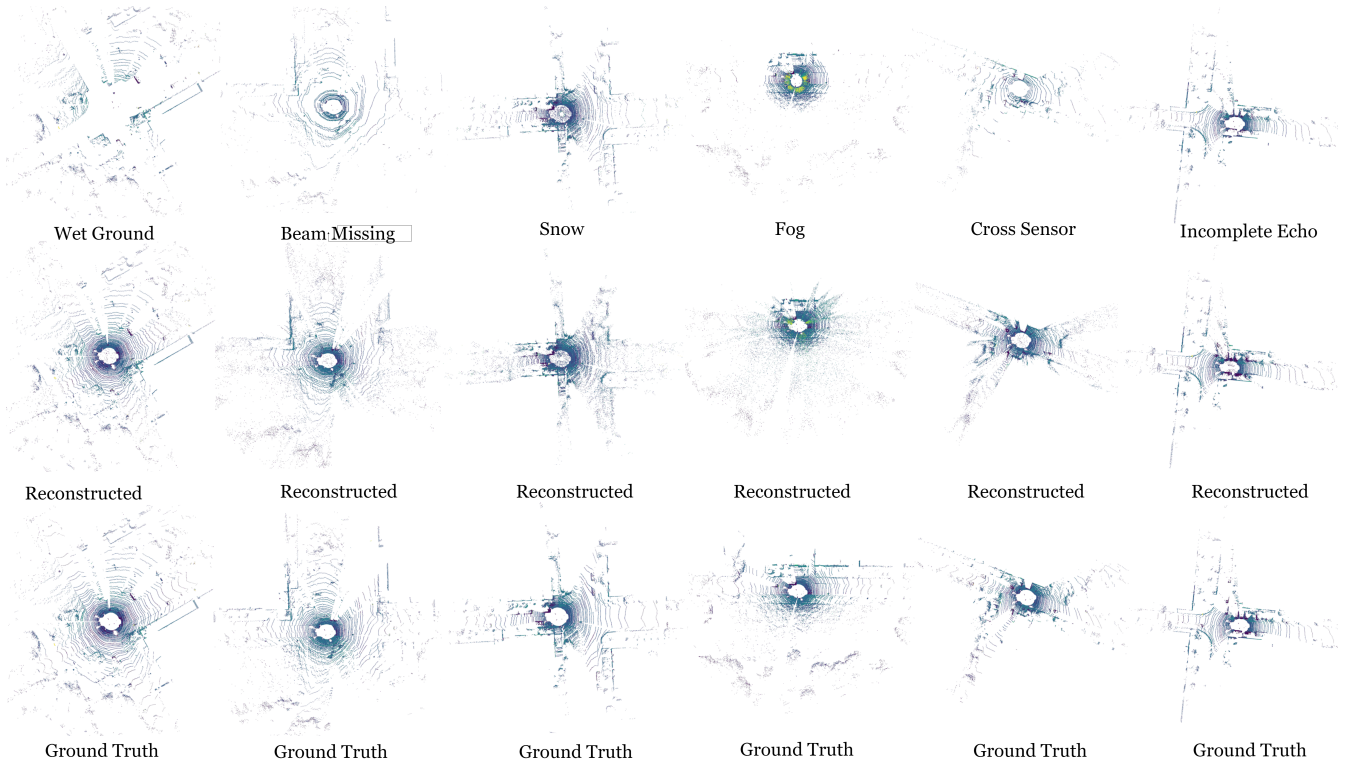 Wet Ground
Beam Missing
Snow
Fog
Cross Sensor
Incomplete Echo
Reconstructed
Reconstructed
Reconstructed
Reconstructed
Reconstructed
Reconstructed
Ground Truth
Ground Truth
Ground Truth
Ground Truth
Ground Truth
Ground Truth